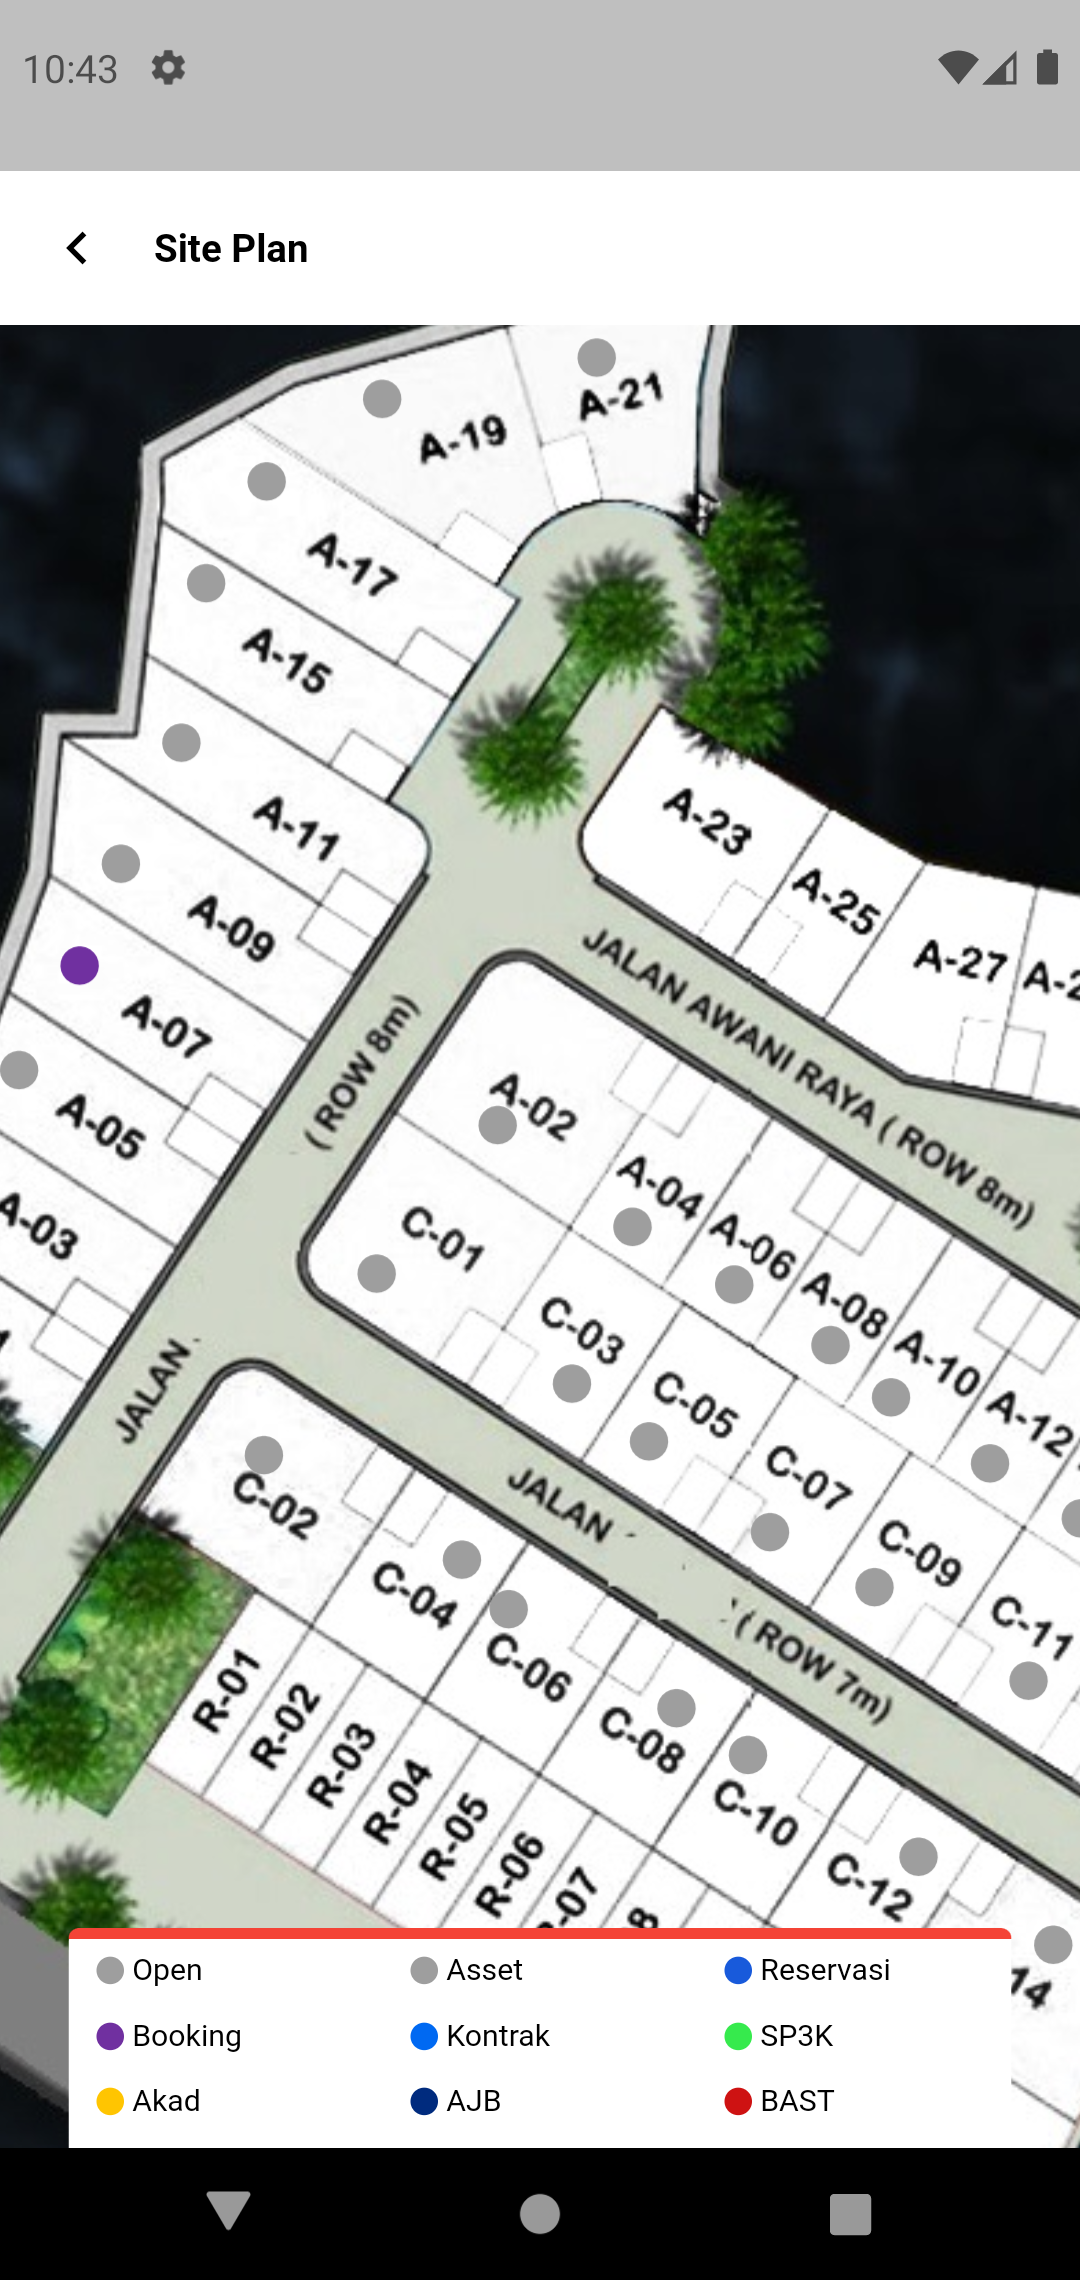 10:43
Site Plan
A-21
A-19
A-17
A-15
A-11
A-23
A-25
A-09
A-27
JALAN AWANI RAYA ( ROW 8m)
A-07
( ROW 8m)
A-02
A-05
A-04
A-03
C-01
A-06
A-08
C-03
A-10
JALAN
C-05
A-12
C-02
C-07
JALAN
( ROW 7m)
C-09
C-04
C-11
C-06
R-01
R-02
C-08
R-03
R-04
C-10
R-05
R-06
C-12
-07
8
14
Open
Asset
Reservasi
Booking
Kontrak
SP3K
Akad
AJB
BAST